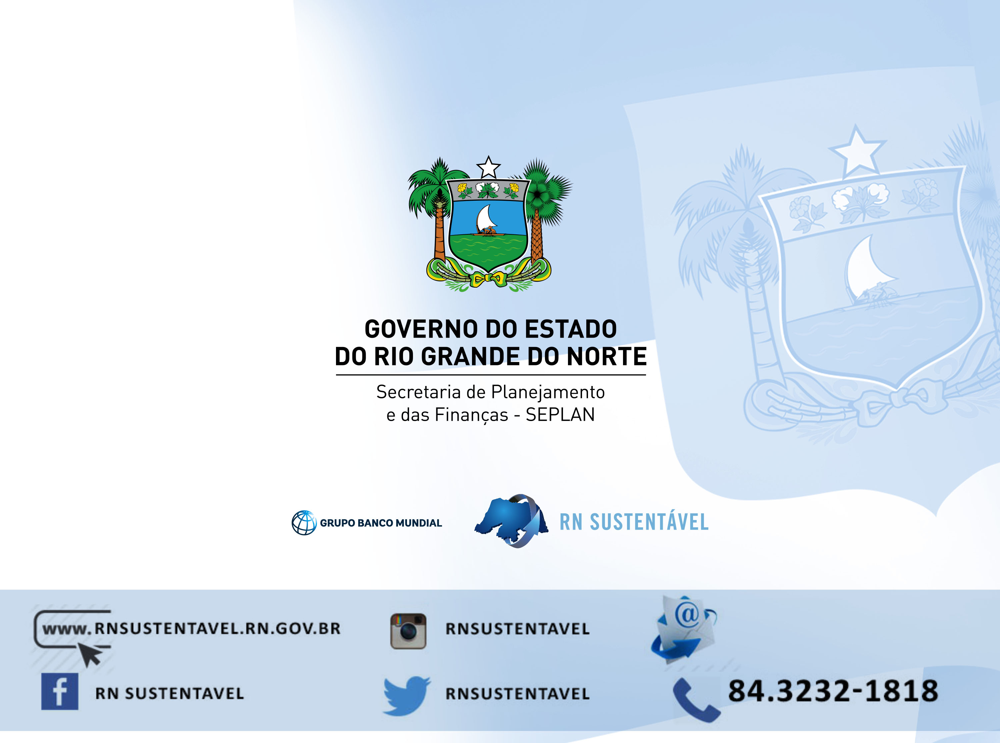 GOVERNO DO ESTADO
DO RIO GRANDE DO NORTE
Secretaria de Planejamento
e das Finanças - SEPLAN
GRUPO BANCO MUNDIAL
RN SUSTENTÁVEL
www.RNSUSTENTAVEL.RN.GOV.BR
RNSUSTENTAVEL
@
f RN SUSTENTAVEL
RNSUSTENTAVEL
84.3232-1818